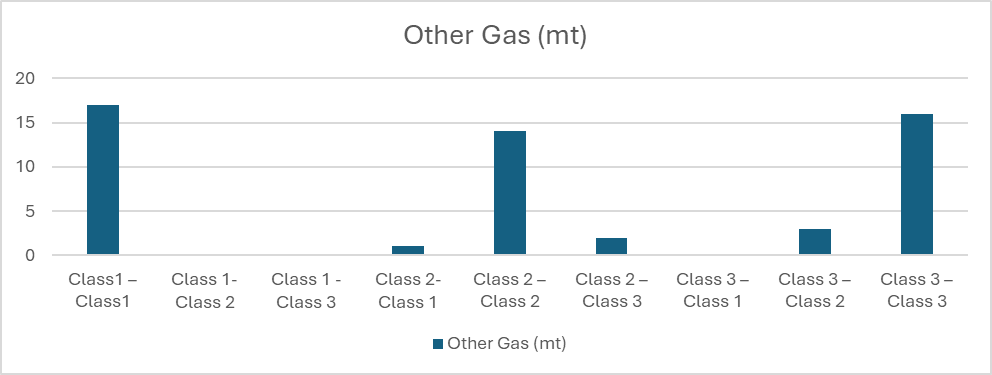 Other Gas (mt)
20
15
10
5
0
Class1 –
Class1
Class 1-
Class 2
Class 1 -
Class 3
Class 2-
Class 1
Class 2 –
Class 2
Class 2 –
Class 3
Class 3 –
Class 1
Class 3 –
Class 2
Class 3 –
Class 3
Other Gas (mt)